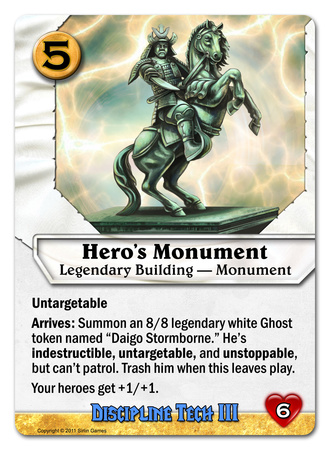 5
Hero's Monument
Legendary Building — Monument
Untargetable
Arrives: Summon an 8/8 legendary white Ghost
token named “Daigo Stormborne.” He's
indestructible, untargetable, and unstoppable,
but can't patrol. Trash him when this leaves play.
Your heroes get +1/+1.
Discipline Tech III
6
Copyright © 2011 Sirlin Games